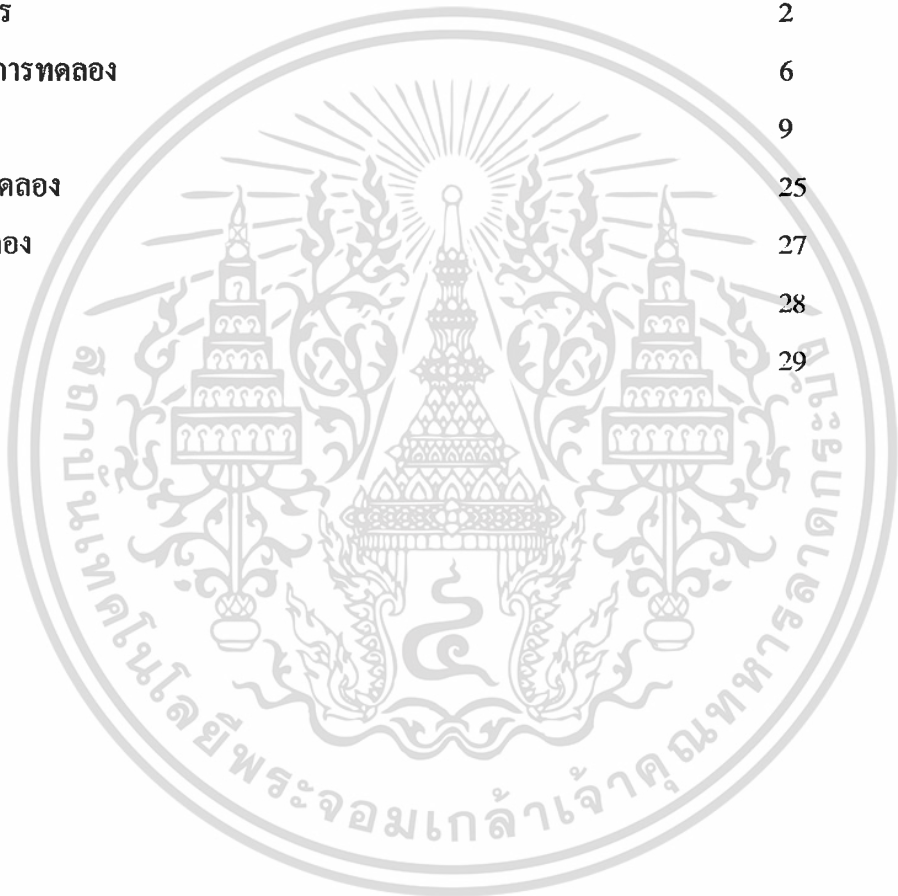 ร 2
การทดลอง 6
9
ดลอง 25
อง 27
28
29
สถาบันเทคโนโลยีพระจอมเกล้าเจ้าคุณทหารลาดกระบัง
๔